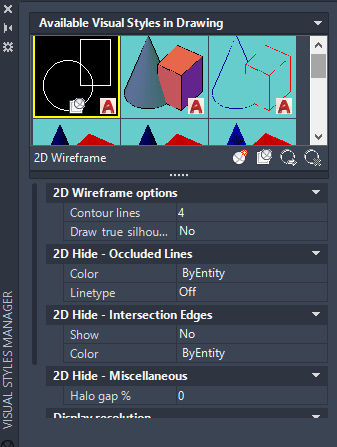 Available Visual Styles in Drawing
A A A
2D Wireframe
2D Wireframe options
Contour lines 4
Draw true silhou... No
2D Hide - Occluded Lines
Color ByEntity
Linetype Off
2D Hide - Intersection Edges
Show No
Color ByEntity
2D Hide - Miscellaneous
Halo gap % 0
Display resolution
VISUAL STYLES MANAGER